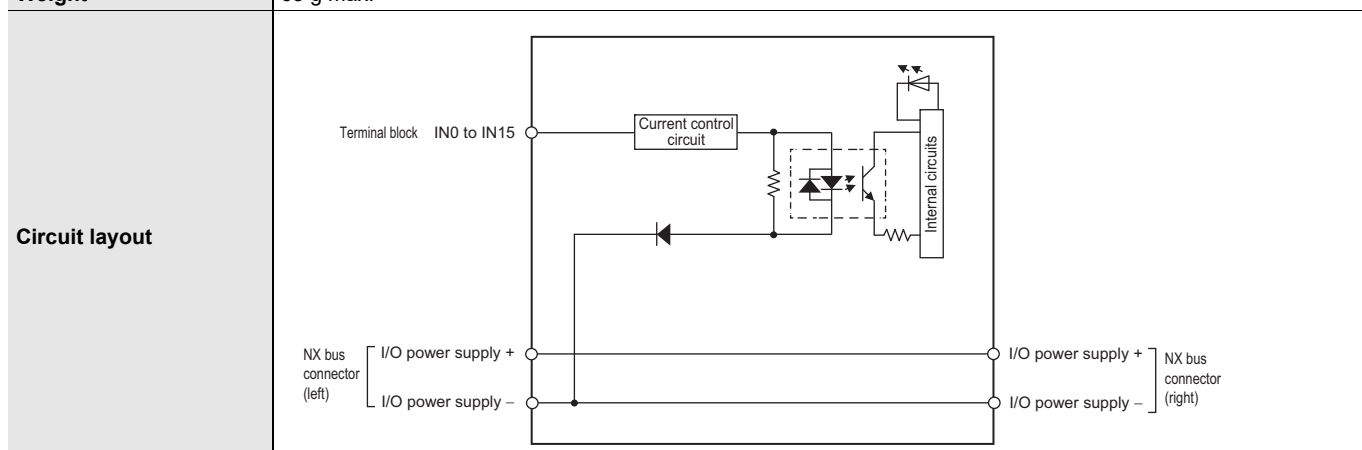 Circuit layout
Terminal block IN0 to IN15
Current control
circuit
Internal circuits
NX bus
connector
(left)
I/O power supply +
I/O power supply −
I/O power supply +
I/O power supply −
NX bus
connector
(right)